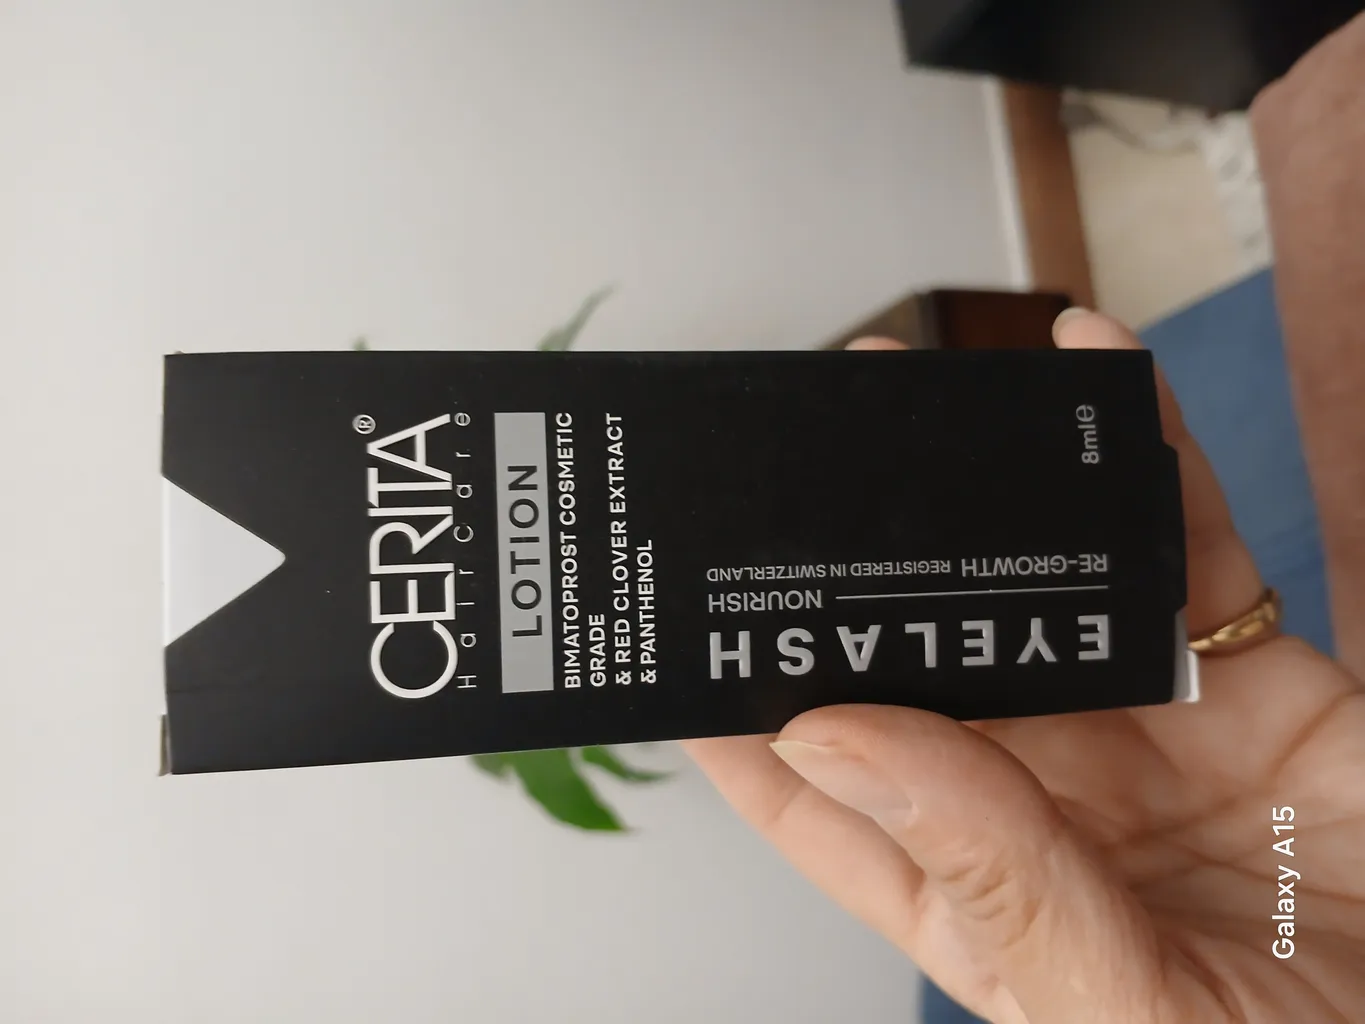 CERITA®
HairCare
LOTION
BIMATOPROST COSMETIC
GRADE
& RED CLOVER EXTRACT
& PANTHENOL
EYELASH
NOURISH
RE-GROWTH REGISTERED IN SWITZERLAND
8ml℮
Galaxy A15